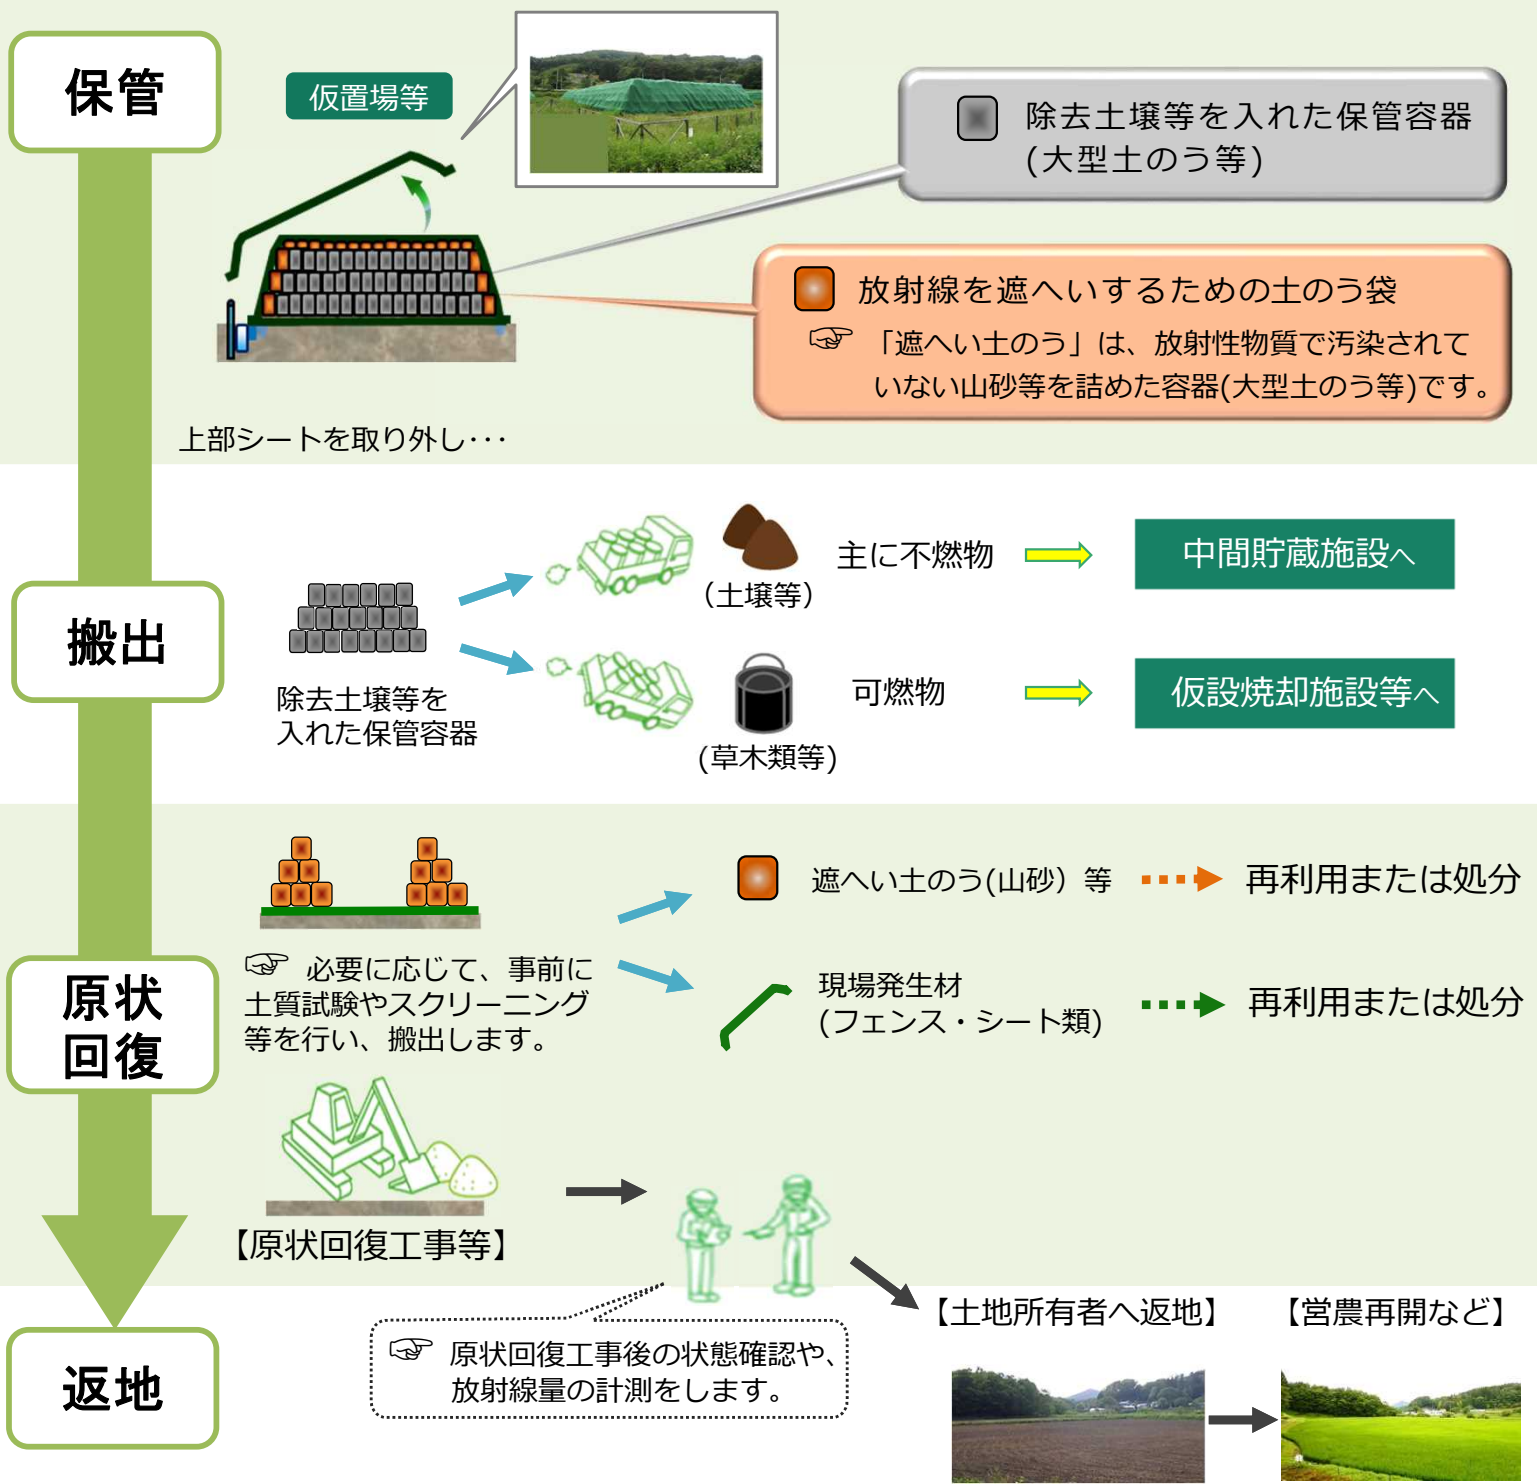 保管
仮置場等
除去土壌等を入れた保管容器
(大型土のう等)
放射線を遮へいするための土のう袋
☞ 「遮へい土のう」は、放射性物質で汚染されて
いない山砂等を詰めた容器(大型土のう等)です。
上部シートを取り外し･･･
搬出
除去土壌等を
入れた保管容器
(土壌等)
主に不燃物
中間貯蔵施設へ
(草木類等)
可燃物
仮設焼却施設等へ
原状
回復
☞ 必要に応じて、事前に
土質試験やスクリーニング
等を行い、搬出します。
遮へい土のう(山砂）等
再利用または処分
現場発生材
(フェンス・シート類)
再利用または処分
【原状回復工事等】
☞ 原状回復工事後の状態確認や、
放射線量の計測をします。
返地
【土地所有者へ返地】
【営農再開など】